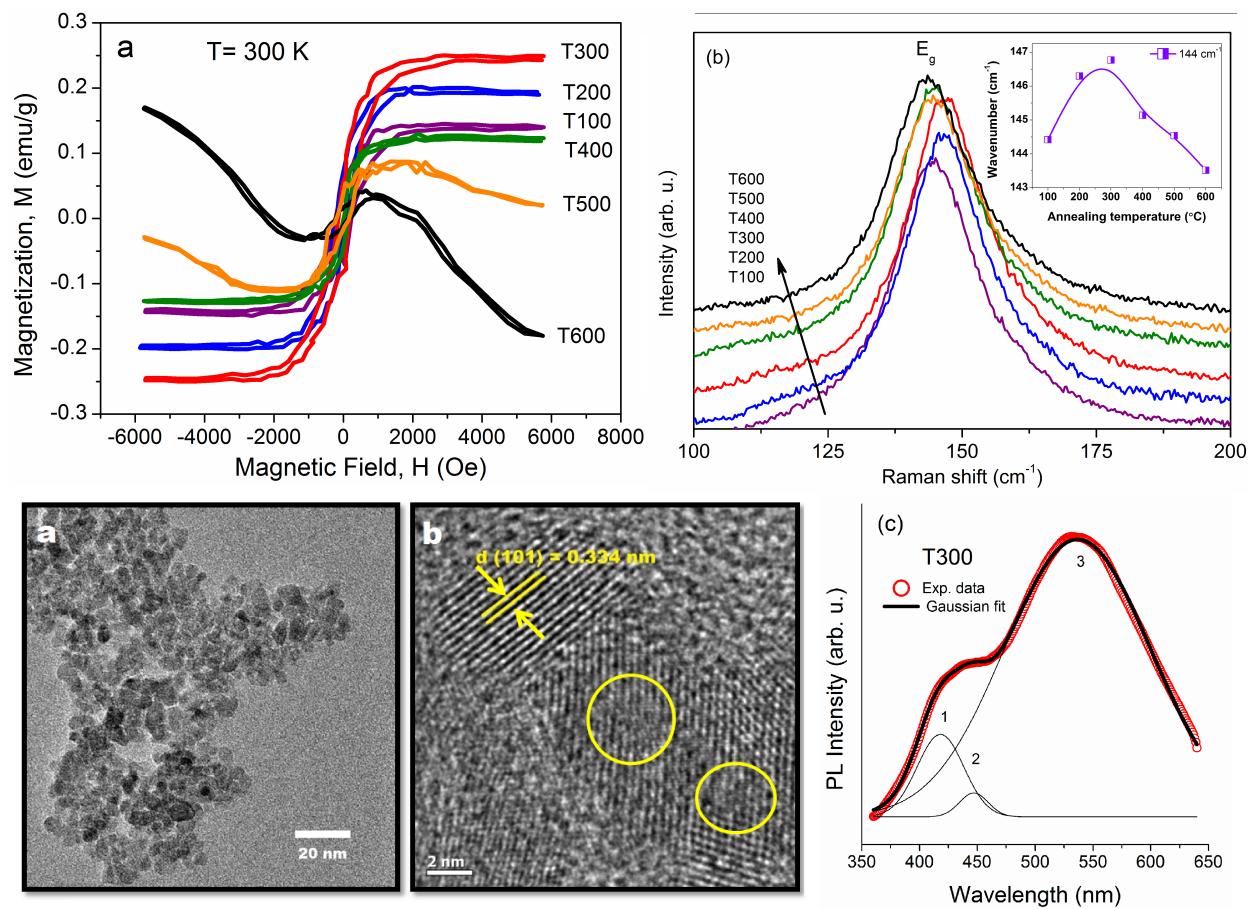 a
T= 300 K
T300
T200
T100
T400
T500
T600
0.3
0.2
0.1
0.0
-0.1
-0.2
-0.3
-6000 -4000 -2000 0 2000 4000 6000 8000
Magnetization, M (emu/g)
Magnetic Field, H (Oe)
(b)
Eg
T600
T500
T400
T300
T200
T100
Intensity (arb. u.)
100 125 150 175 200
Raman shift (cm-1)
144 cm-1
147
146
145
144
143
Wavenumber (cm-1)
100 200 300 400 500 600
Annealing temperature (°C)
a
20 nm
b
d (101) = 0.334 nm
2 nm
(c)
T300
Exp. data
Gaussian fit
1
2
3
PL Intensity (arb. u.)
350 400 450 500 550 600 650
Wavelength (nm)